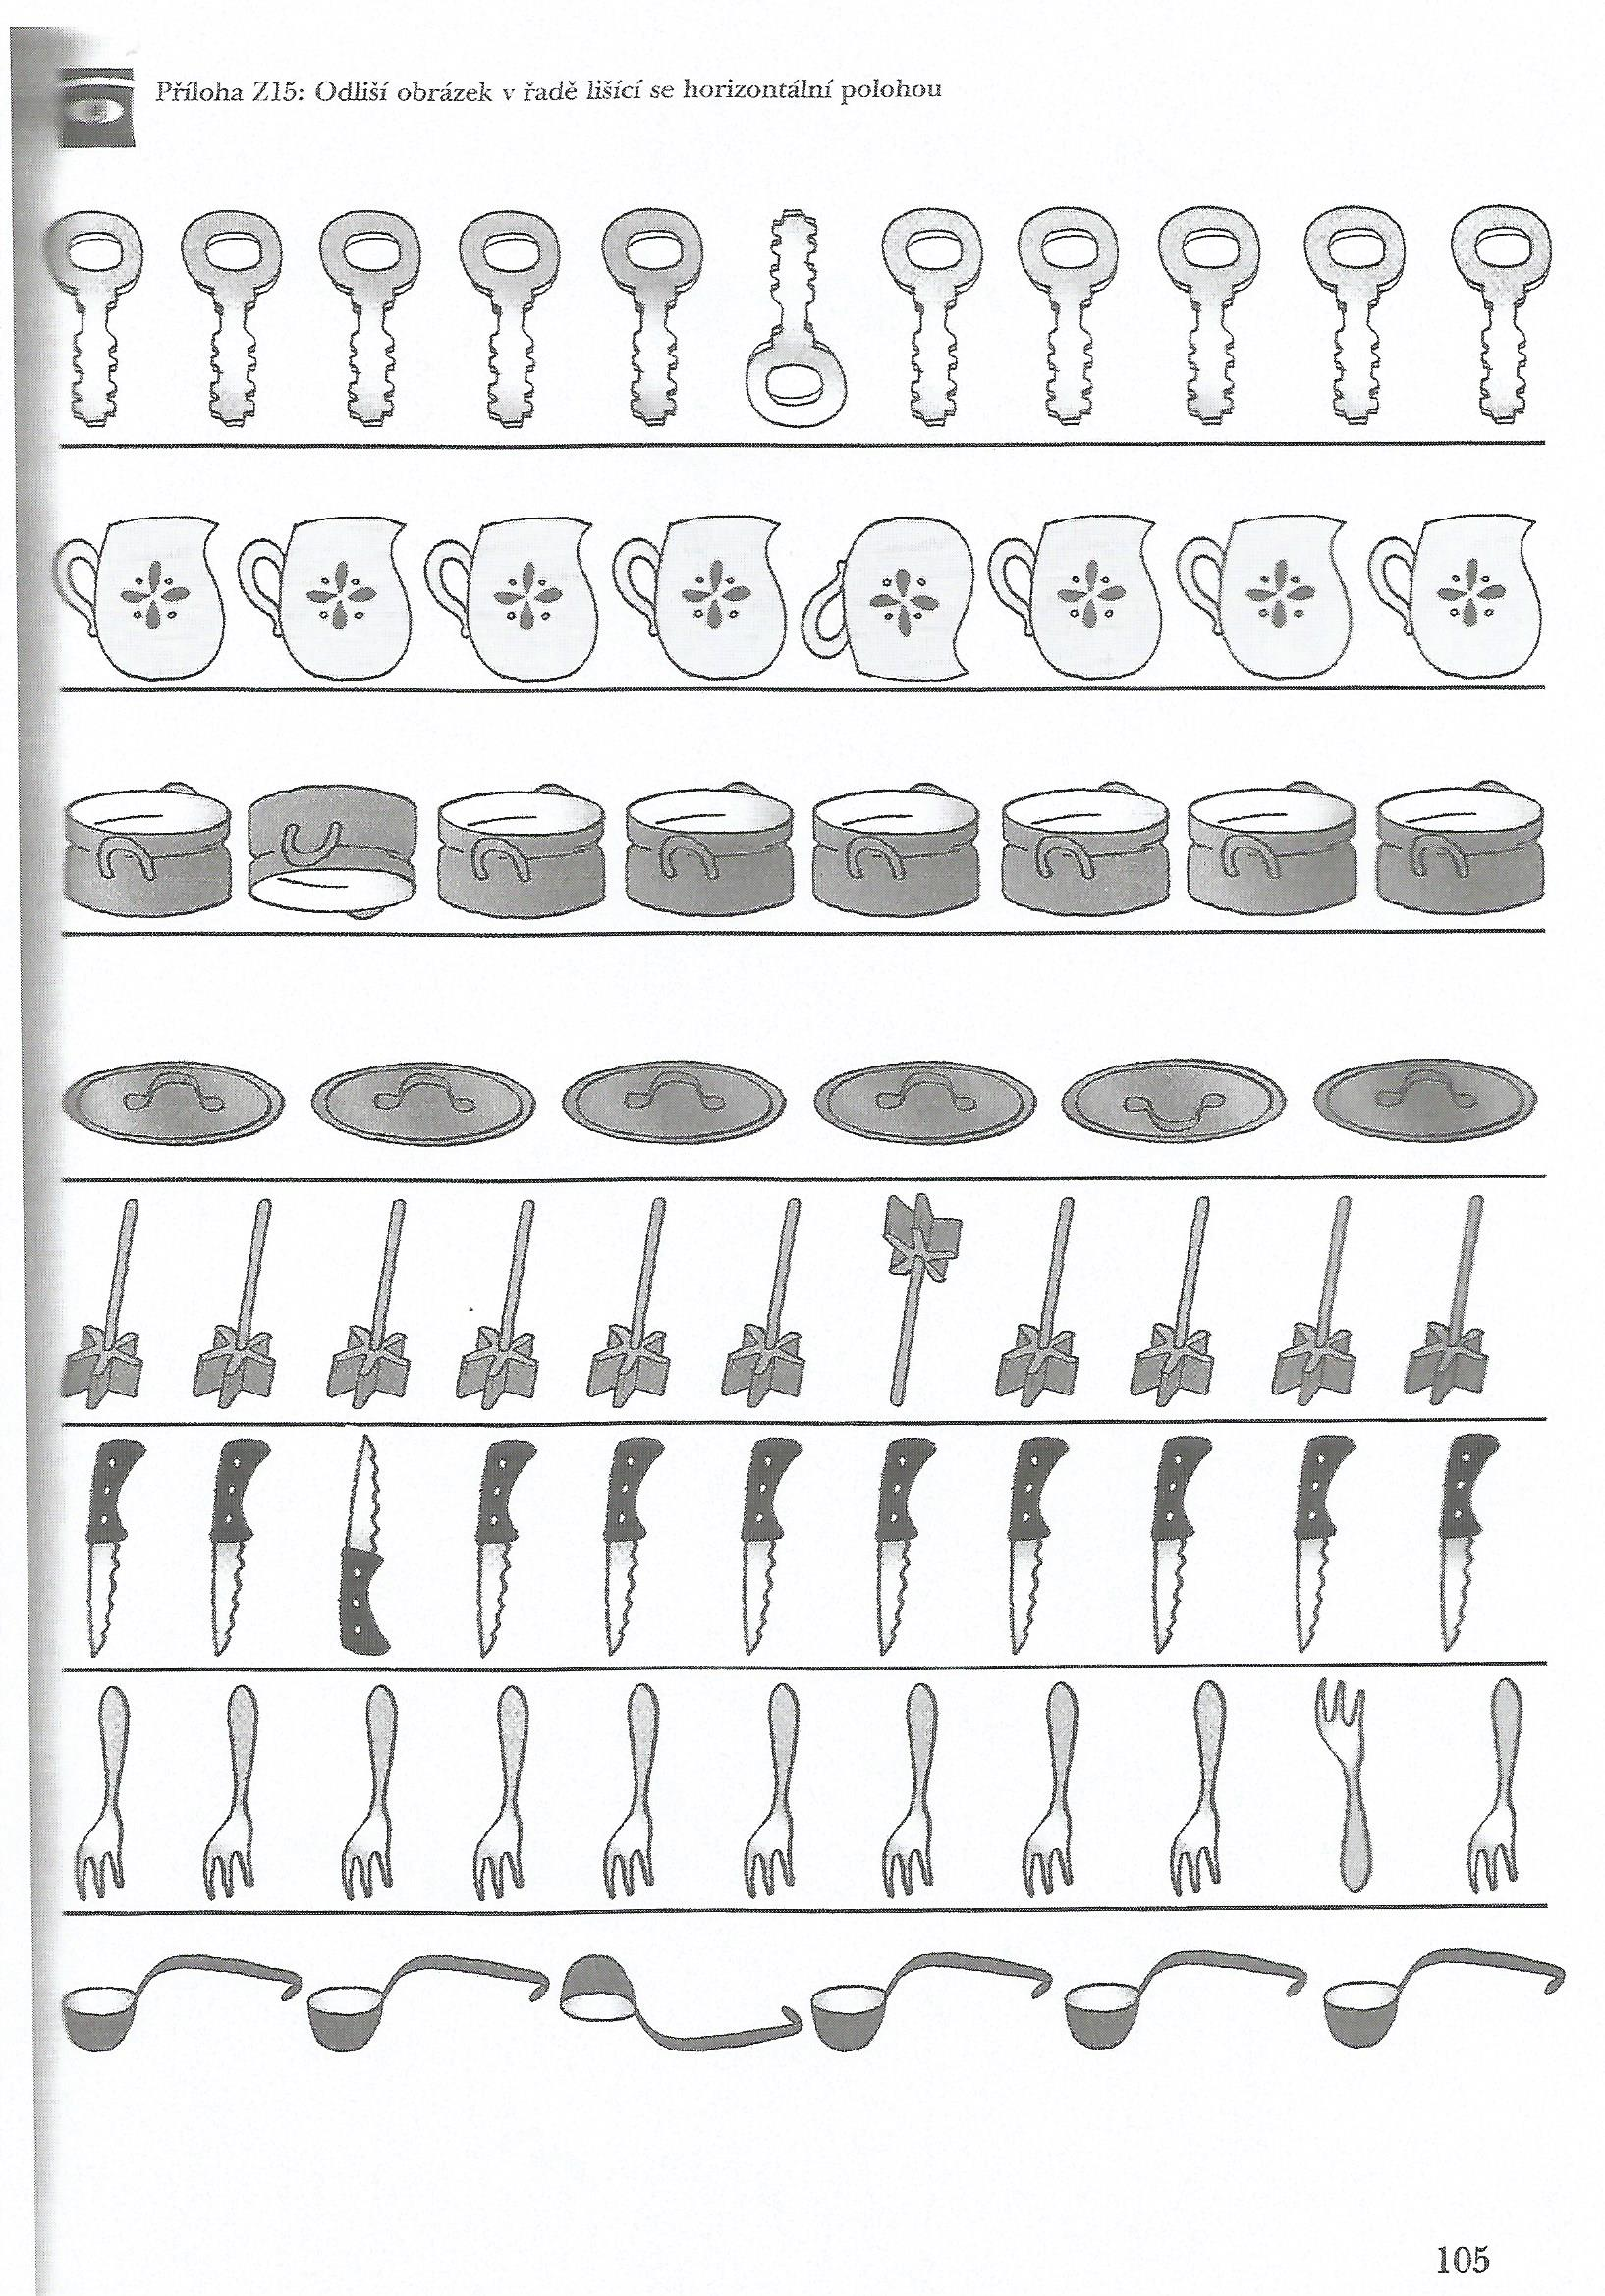 Příloha Z15: Odliší obrázek v řadě lišící se horizontální polohou
105